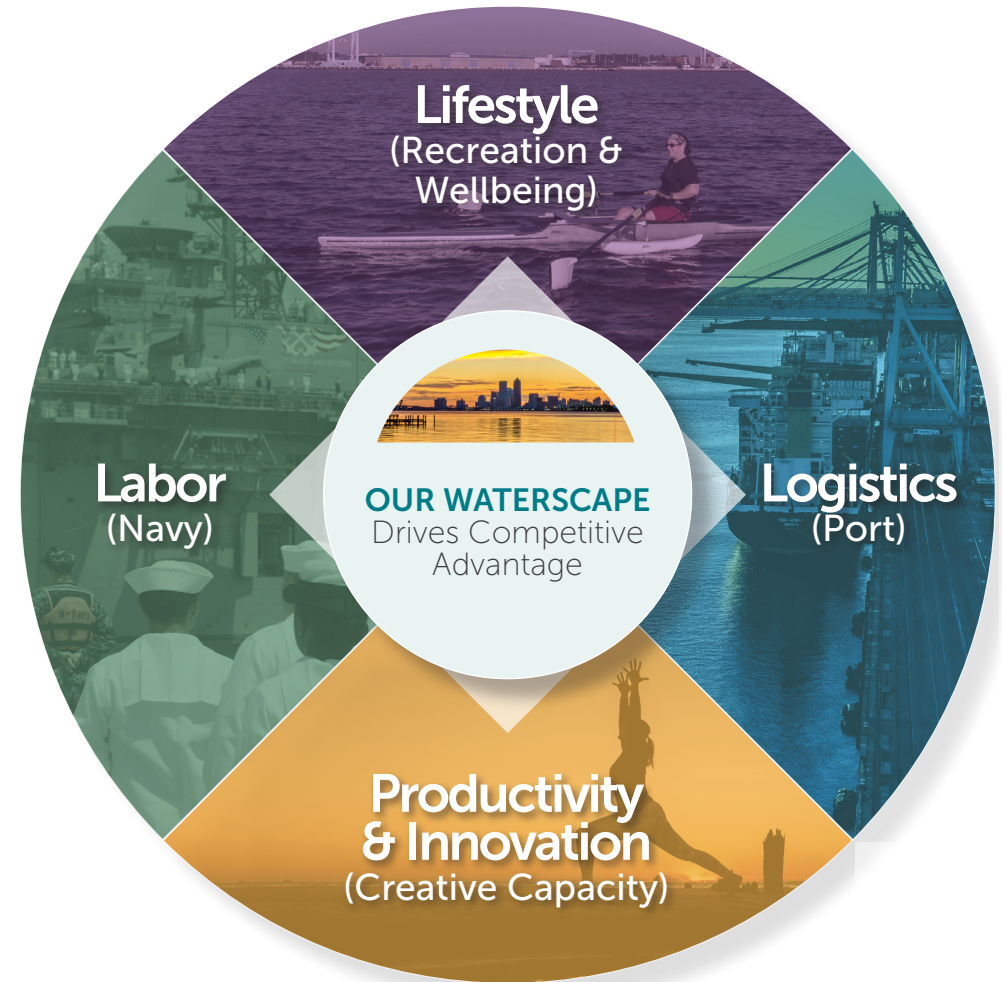 Lifestyle
(Recreation &
Wellbeing)
Labor
(Navy)
OUR WATERSCAPE
Drives Competitive
Advantage
Logistics
(Port)
Productivity
& Innovation
(Creative Capacity)